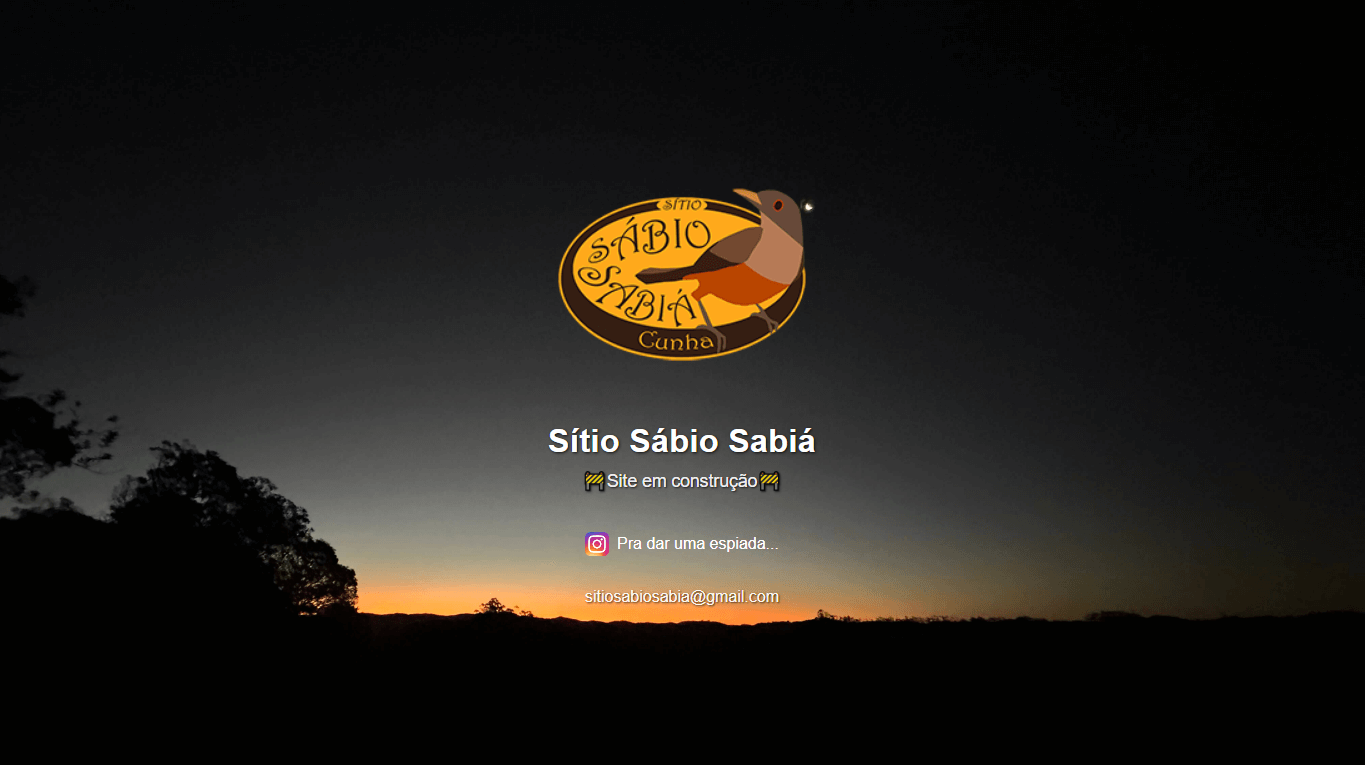 SÍTIO
SÁBIO
SABIÁ
Cunha
Sítio Sábio Sabiá
🚧Site em construção🚧
Pra dar uma espiada...
sitiosabiosabia@gmail.com